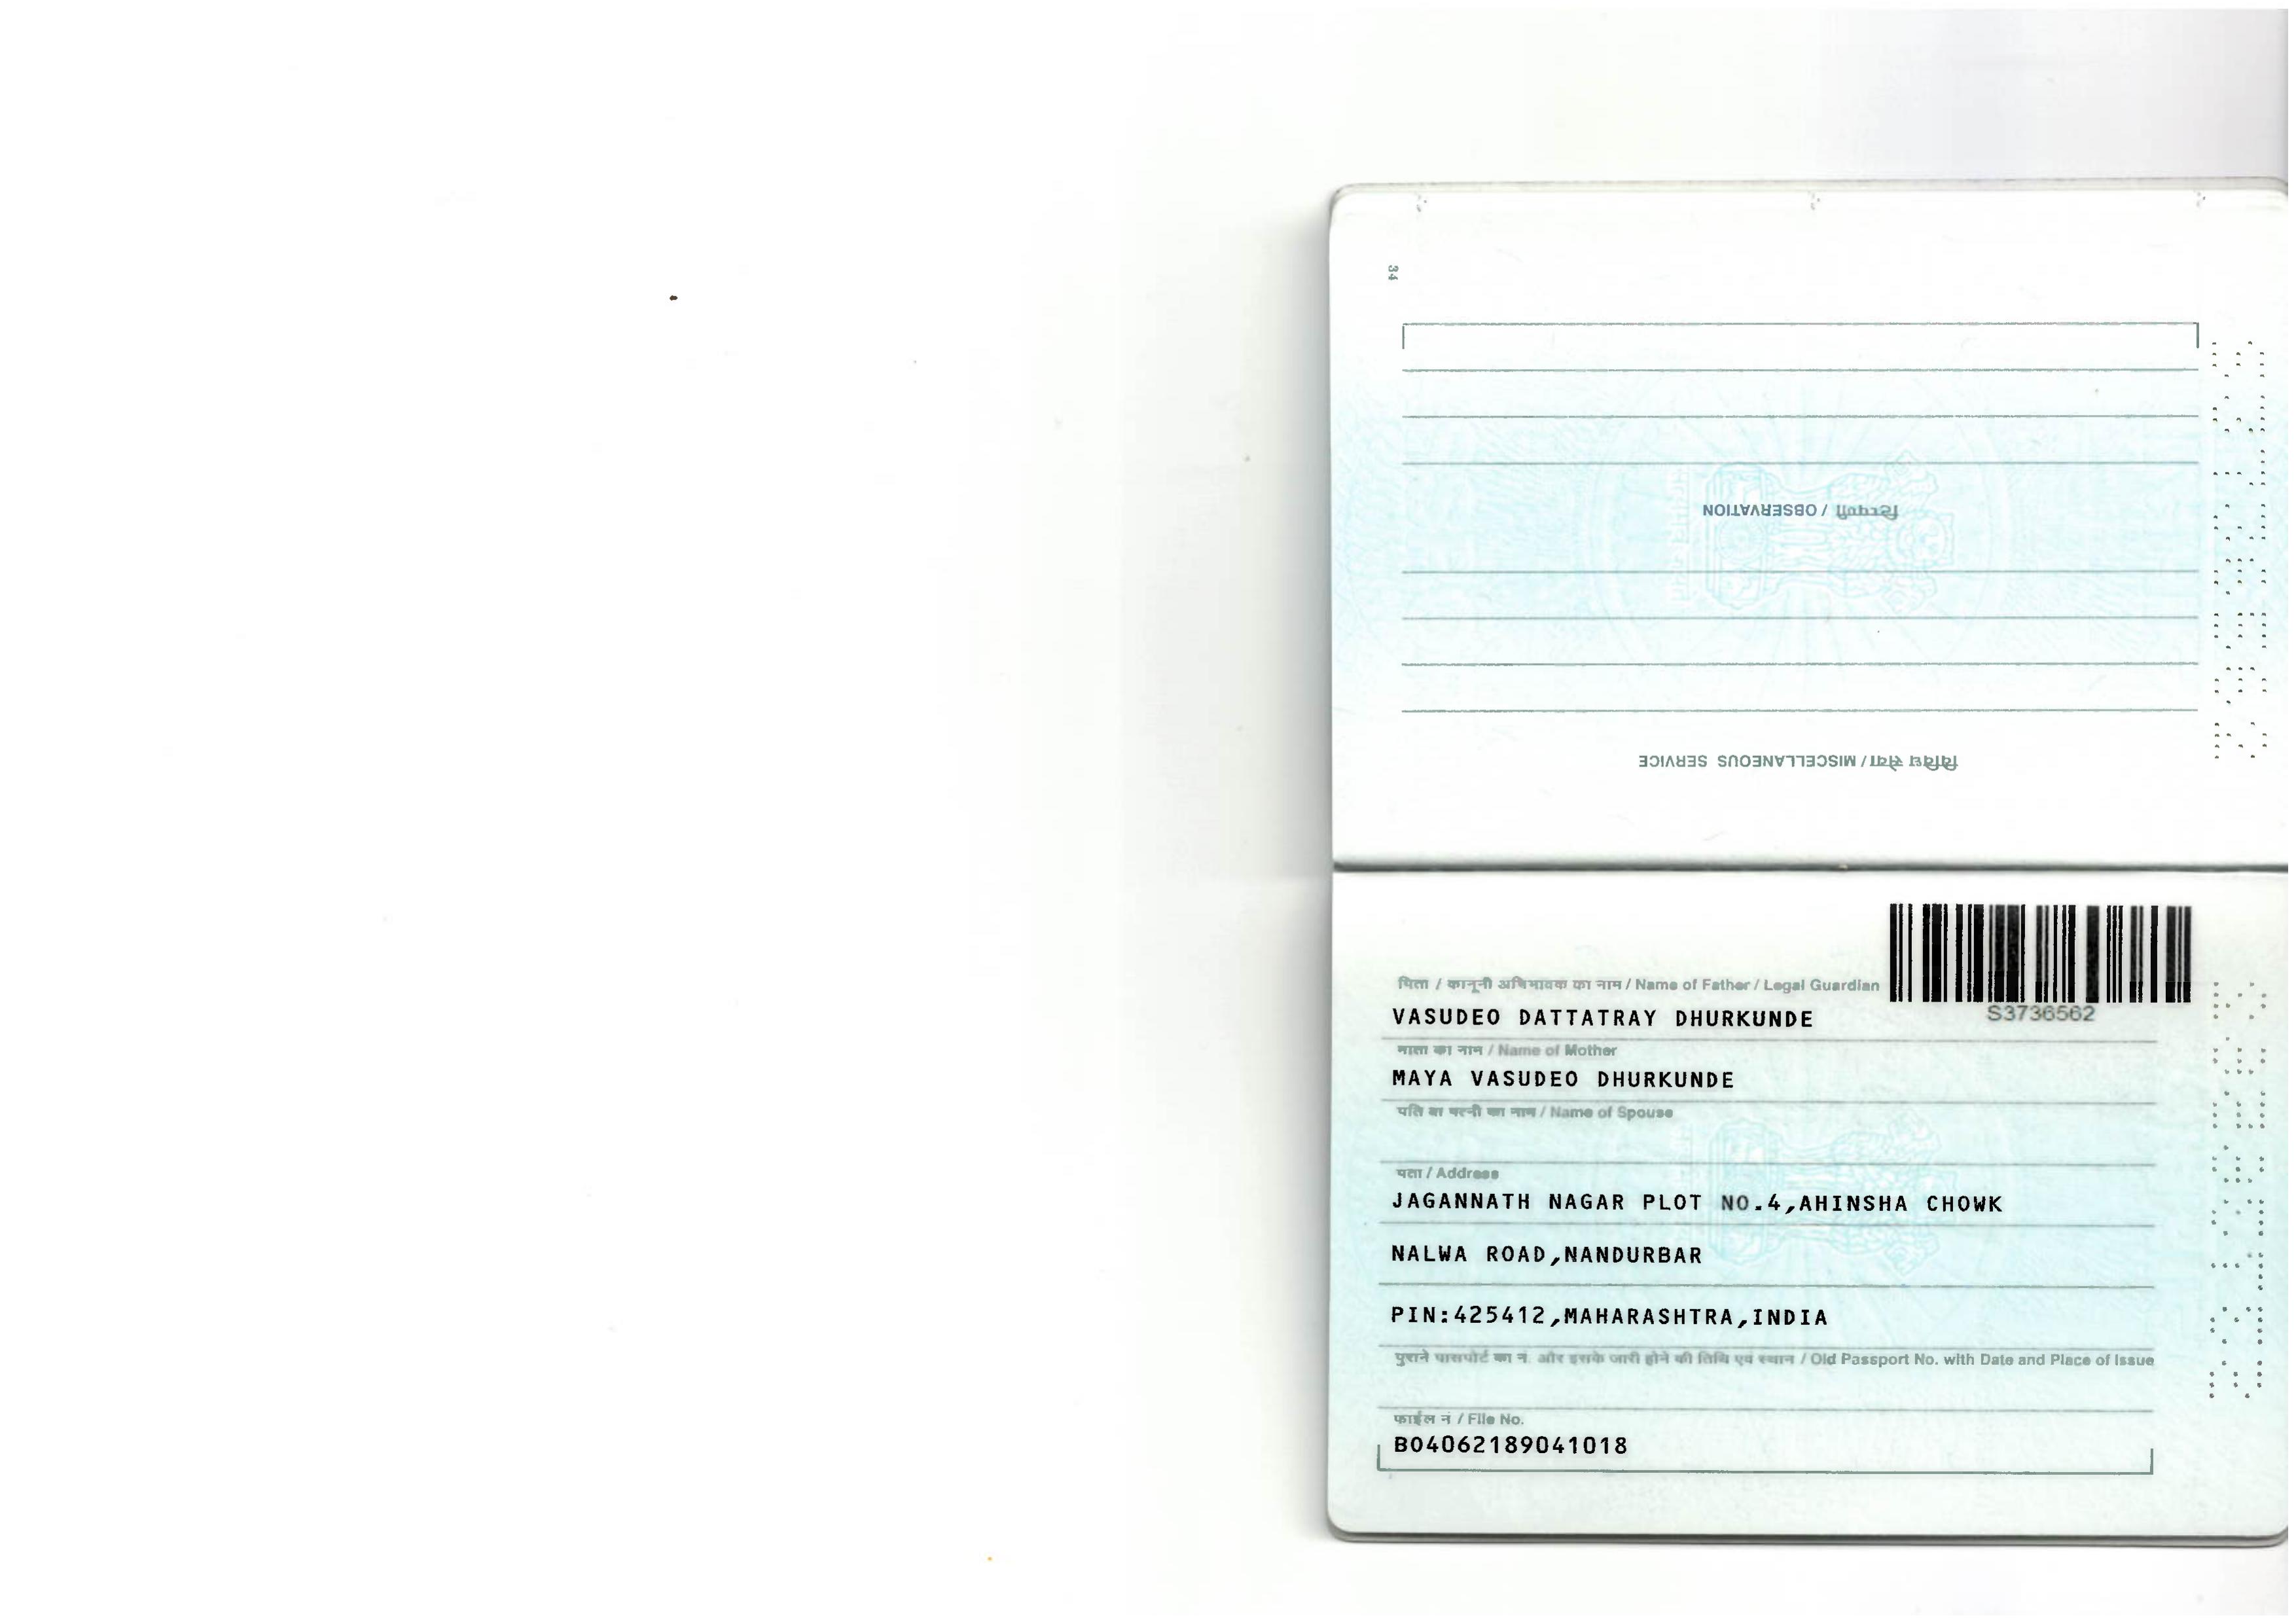 34
टिप्पणी / OBSERVATION
विविध सेवा / MISCELLANEOUS SERVICE
पिता / कानूनी अभिभावक का नाम / Name of Father / Legal Guardian
S3736562
VASUDEO DATTATRAY DHURKUNDE
माता का नाम / Name of Mother
MAYA VASUDEO DHURKUNDE
पति या पत्नी का नाम / Name of Spouse
पता / Address
JAGANNATH NAGAR PLOT NO.4,AHINSHA CHOWK
NALWA ROAD,NANDURBAR
PIN:425412,MAHARASHTRA,INDIA
पुराने पासपोर्ट का नं. और इसके जारी होने की तिथि एवं स्थान / Old Passport No. with Date and Place of Issue
फाईल नं / File No.
B04062189041018